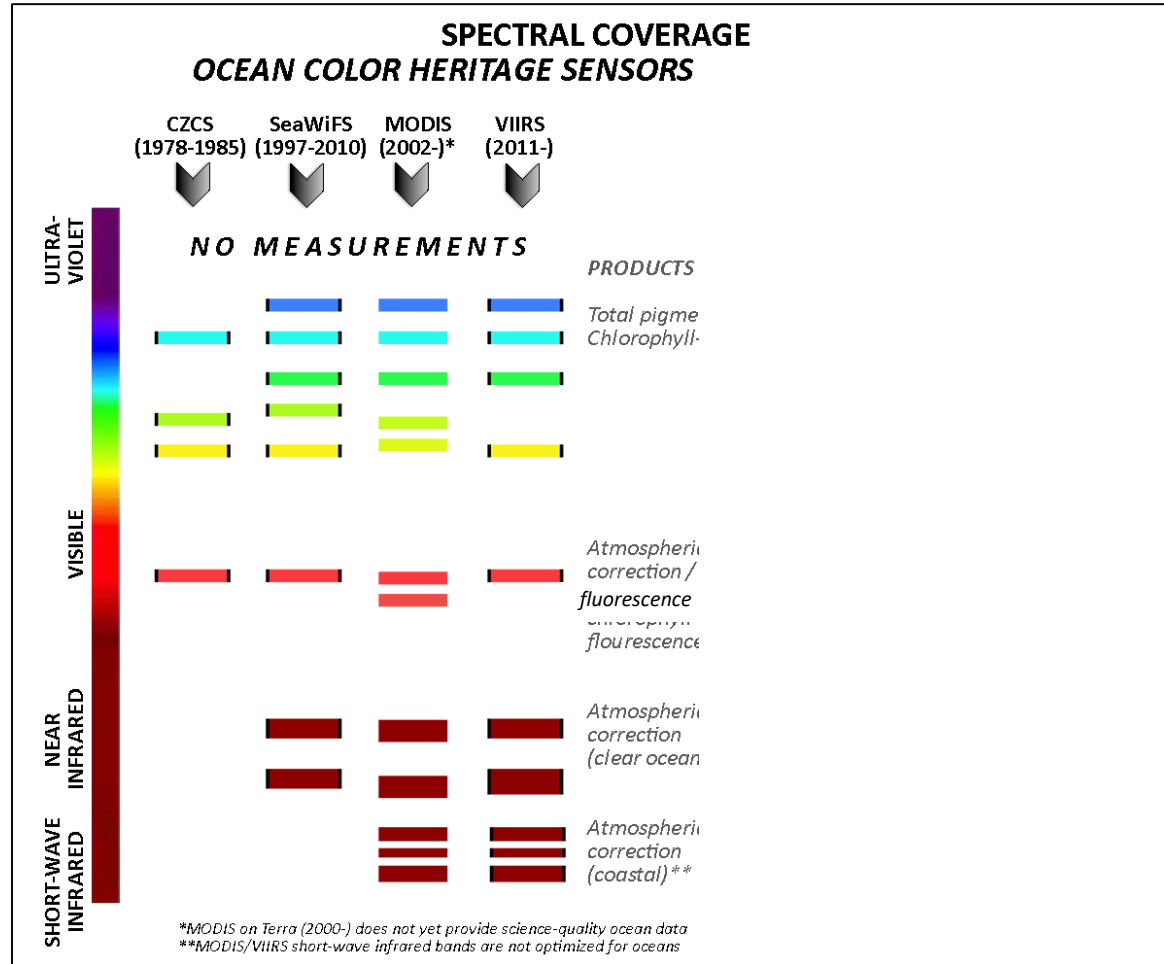 SPECTRAL COVERAGE
OCEAN COLOR HERITAGE SENSORS
CZCS
(1978-1985)
SeaWiFS
(1997-2010)
MODIS
(2002-)*
VIIRS
(2011-)
ULTRA-
VIOLET
NO MEASUREMENTS
PRODUCTS
Total pigme
Chlorophyll-
VISIBLE
Atmospheri
correction /
fluorescence
chlorophyll
flourescence
NEAR
INFRARED
Atmospheri
correction
(clear ocean
SHORT-WAVE
INFRARED
Atmospheri
correction
(coastal)**
*MODIS on Terra (2000-) does not yet provide science-quality ocean data
**MODIS/VIIRS short-wave infrared bands are not optimized for oceans